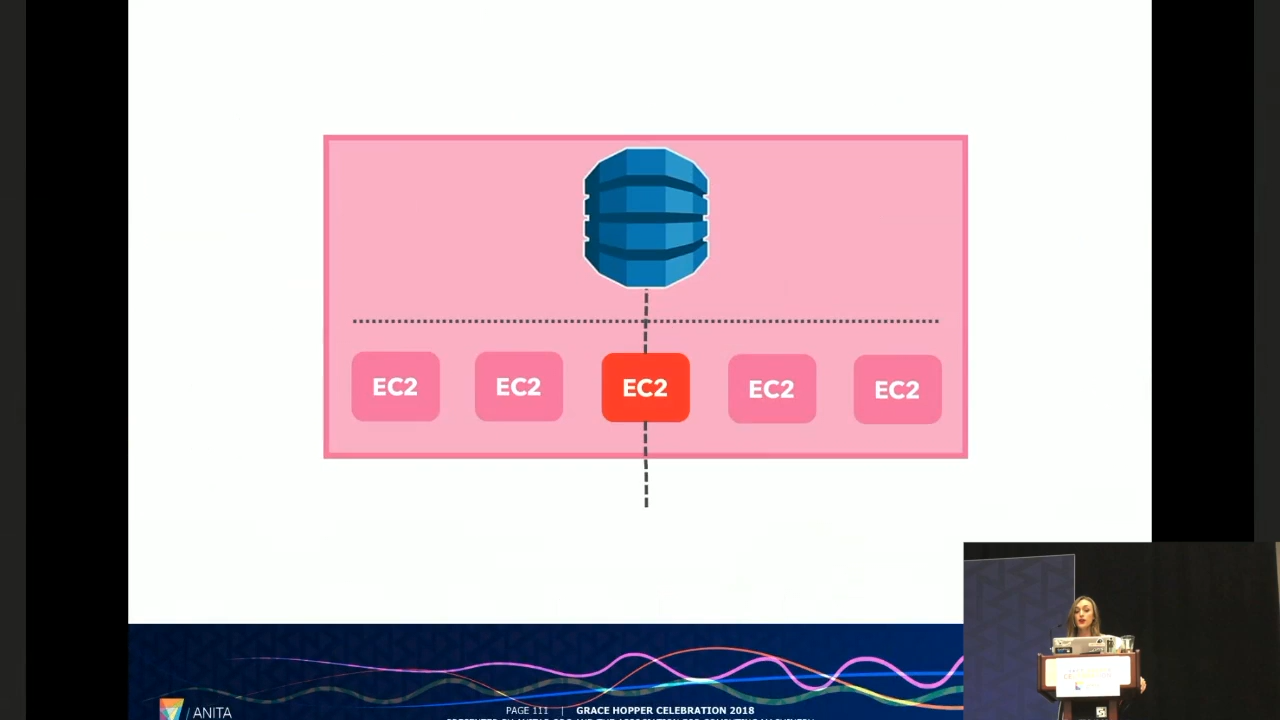 EC2 EC2 EC2 EC2 EC2
ANITA
PAGE 111 | GRACE HOPPER CELEBRATION 2018